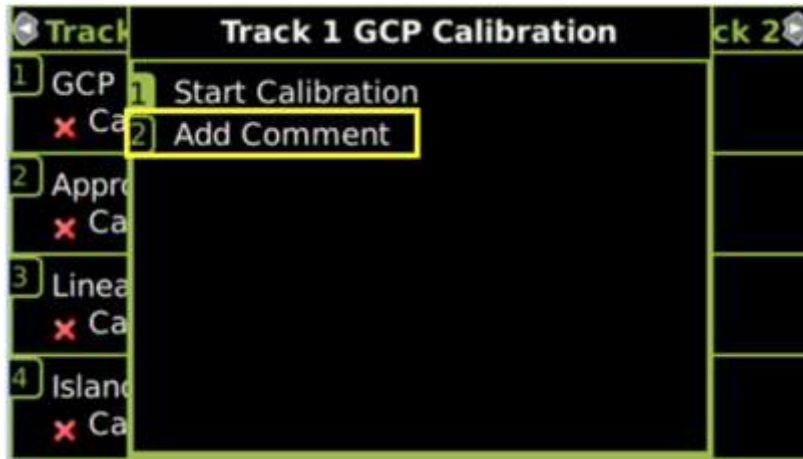 Track
Track 1 GCP Calibration
ck 2
1 GCP
Ca
1 Start Calibration
2 Add Comment
2 Appro
Ca
3 Linea
Ca
4 Island
Ca